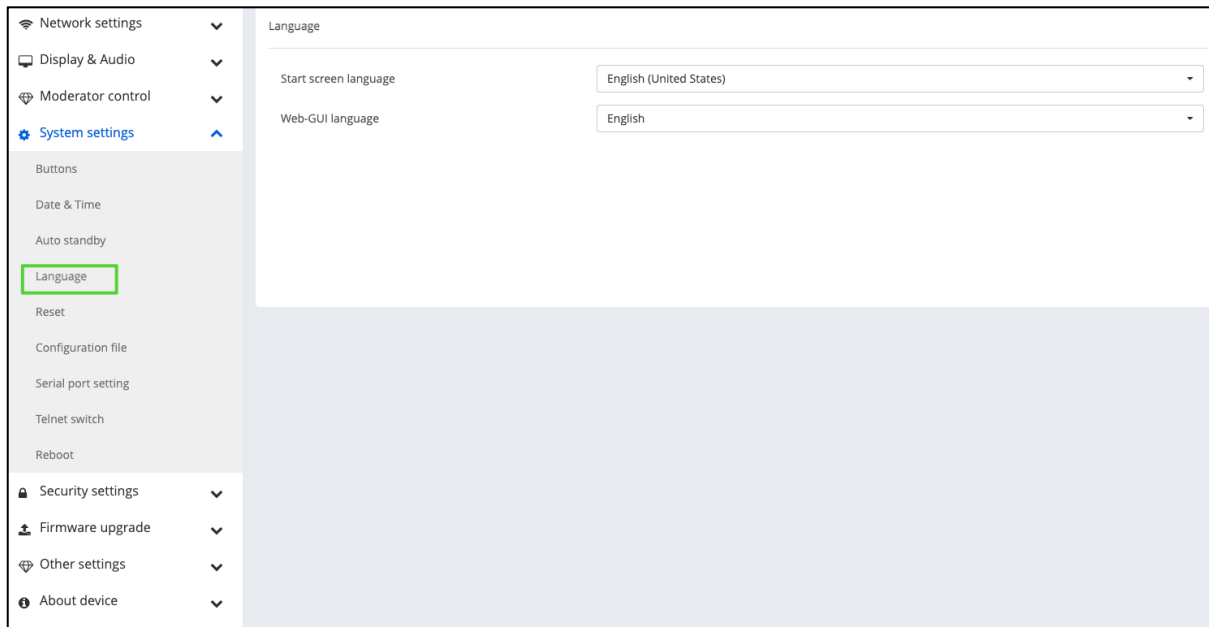 Network settings
Display & Audio
Moderator control
System settings
Buttons
Date & Time
Auto standby
Language
Reset
Configuration file
Serial port setting
Telnet switch
Reboot
Security settings
Firmware upgrade
Other settings
About device
Language
Start screen language English (United States)
Web-GUI language English